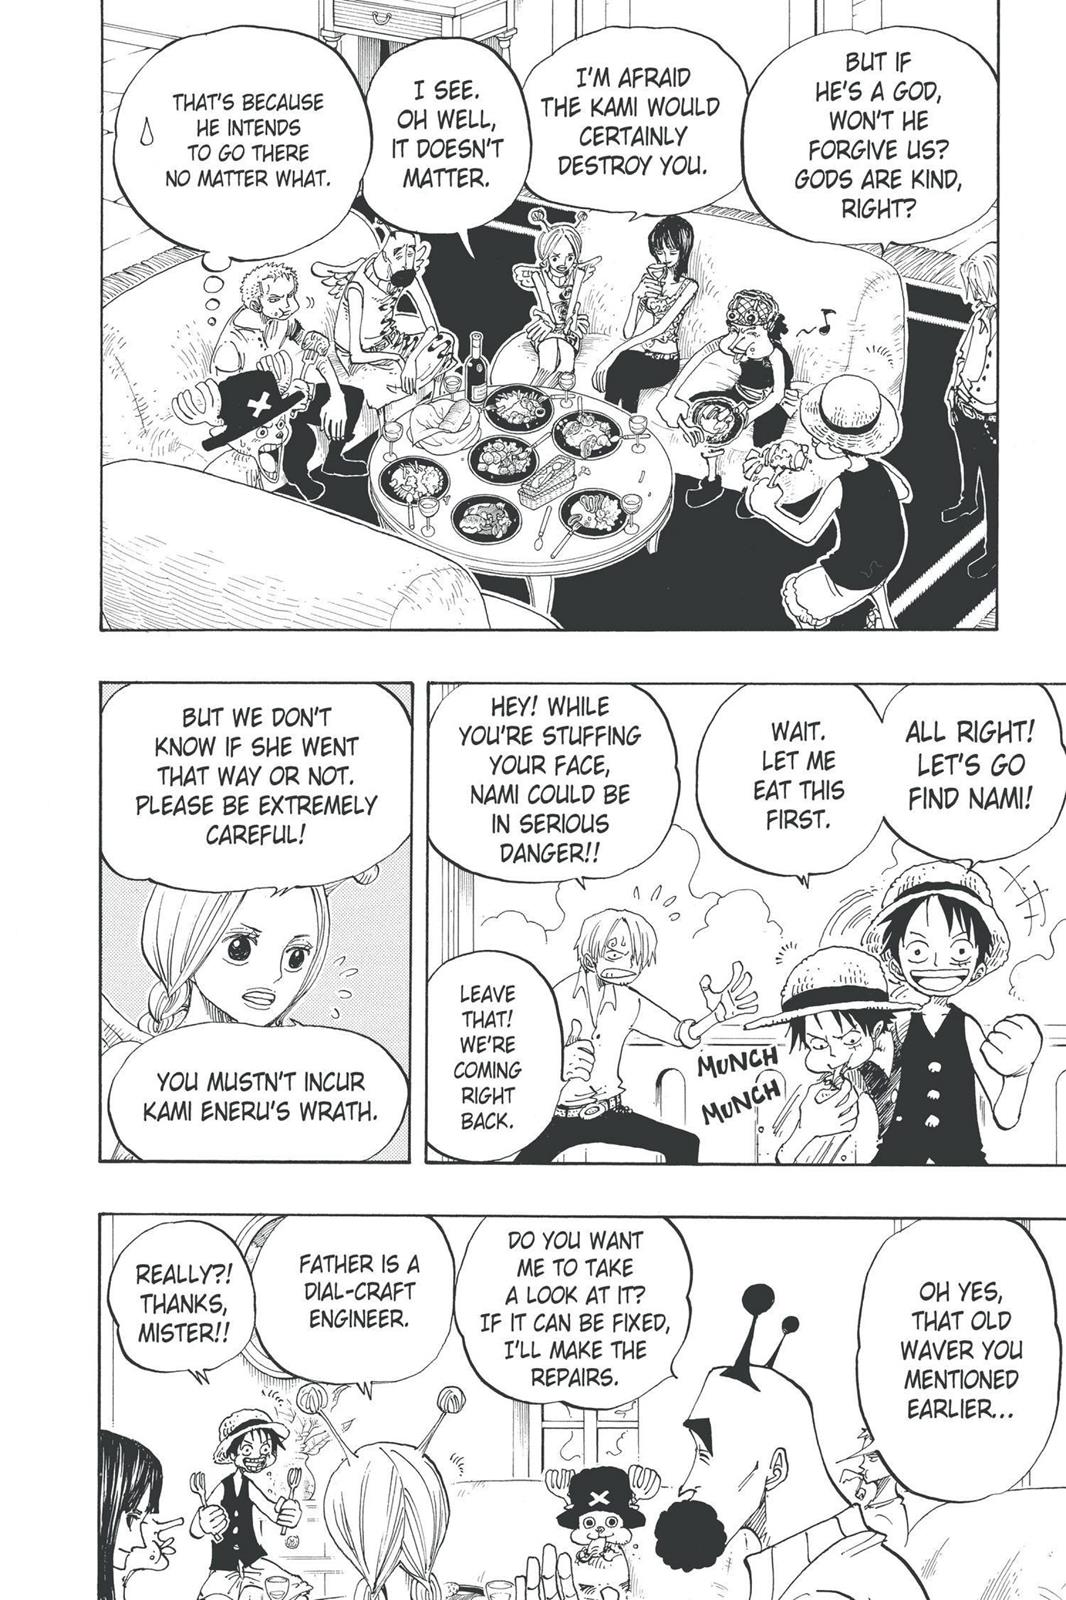 BUT IF
HE'S A GOD,
WON'T HE
FORGIVE US?
GODS ARE KIND,
RIGHT?
I'M AFRAID
THE KAMI WOULD
CERTAINLY
DESTROY YOU.
I SEE.
OH WELL,
IT DOESN'T
MATTER.
THAT'S BECAUSE
HE INTENDS
TO GO THERE
NO MATTER WHAT.
ALL RIGHT!
LET'S GO
FIND NAMI!
WAIT.
LET ME
EAT THIS
FIRST.
MUNCH
MUNCH
HEY! WHILE
YOU'RE STUFFING
YOUR FACE,
NAMI COULD BE
IN SERIOUS
DANGER!!
LEAVE
THAT!
WE'RE
COMING
RIGHT
BACK.
BUT WE DON'T
KNOW IF SHE WENT
THAT WAY OR NOT.
PLEASE BE EXTREMELY
CAREFUL!
YOU MUSTN'T INCUR
KAMI ENERU'S WRATH.
OH YES,
THAT OLD
WAVER YOU
MENTIONED
EARLIER...
DO YOU WANT
ME TO TAKE
A LOOK AT IT?
IF IT CAN BE FIXED,
I'LL MAKE THE
REPAIRS.
FATHER IS A
DIAL-CRAFT
ENGINEER.
REALLY?!
THANKS,
MISTER!!